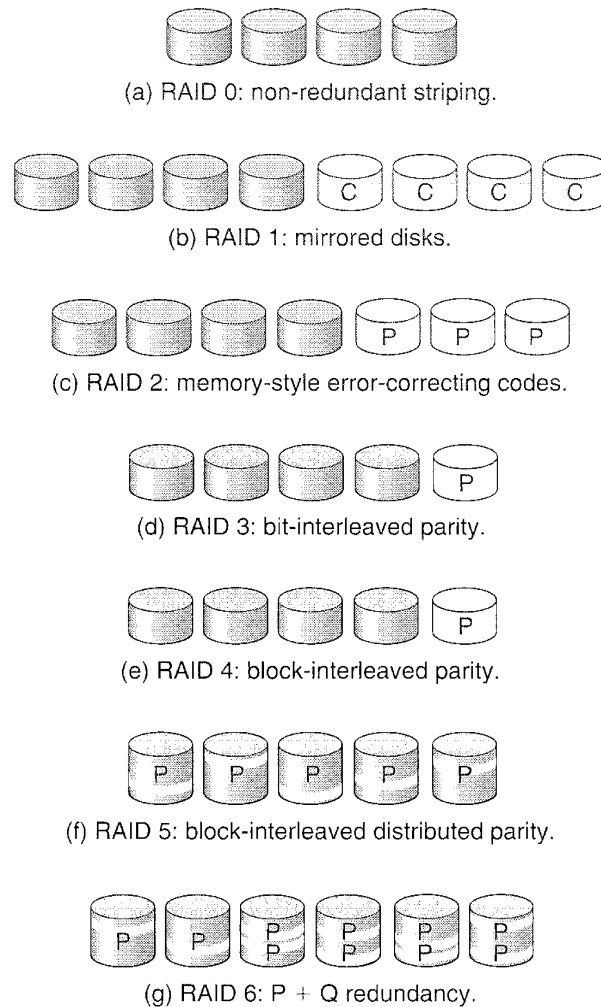 (a) RAID 0: non-redundant striping.
C C C C
(b) RAID 1: mirrored disks.
P P P
(c) RAID 2: memory-style error-correcting codes.
P
(d) RAID 3: bit-interleaved parity.
P
(e) RAID 4: block-interleaved parity.
P P P P P
(f) RAID 5: block-interleaved distributed parity.
P P P P P P
P P P P
(g) RAID 6: P + Q redundancy.